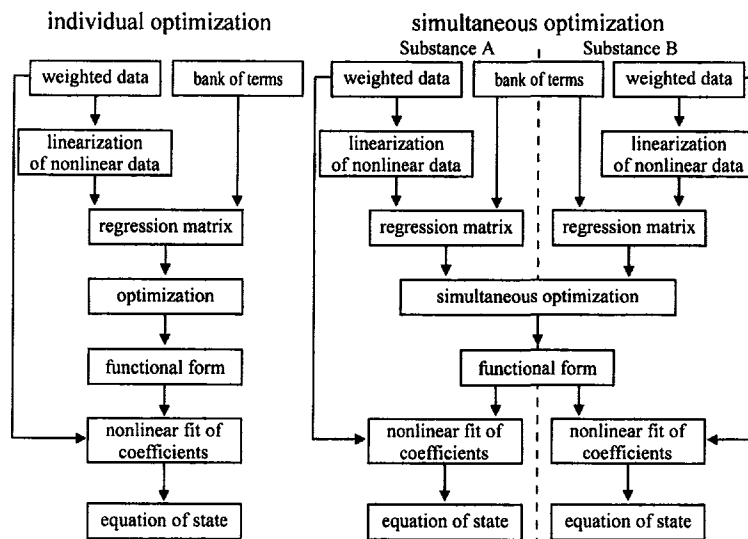 individual optimization
weighted data
bank of terms
linearization
of nonlinear data
regression matrix
optimization
functional form
nonlinear fit of
coefficients
equation of state
simultaneous optimization
Substance A
Substance B
weighted data
bank of terms
weighted data
linearization
of nonlinear data
linearization
of nonlinear data
regression matrix
regression matrix
simultaneous optimization
functional form
nonlinear fit of
coefficients
nonlinear fit of
coefficients
equation of state
equation of state